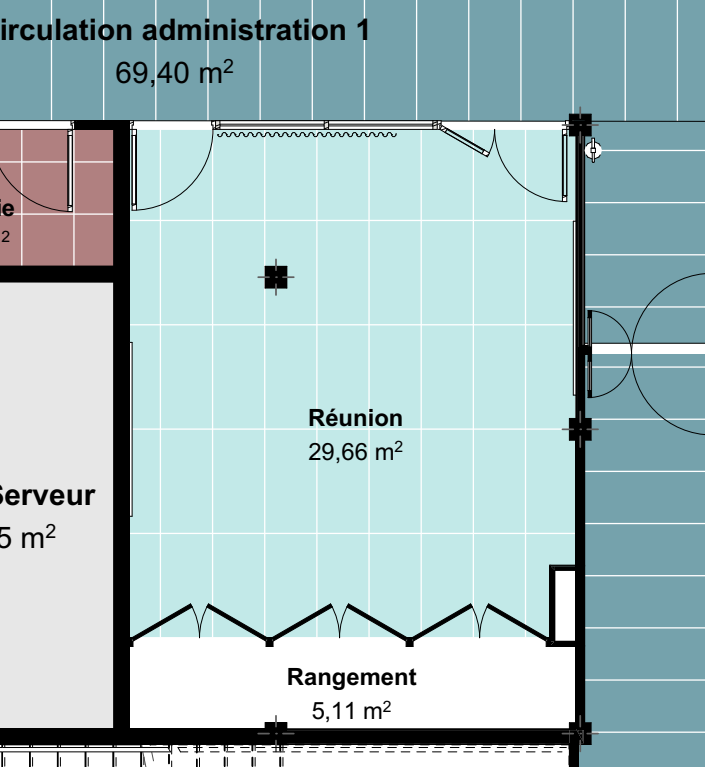 irculation administration 1
69,40 m²
ie
2
Réunion
29,66 m²
Serveur
5 m²
Rangement
5,11 m²